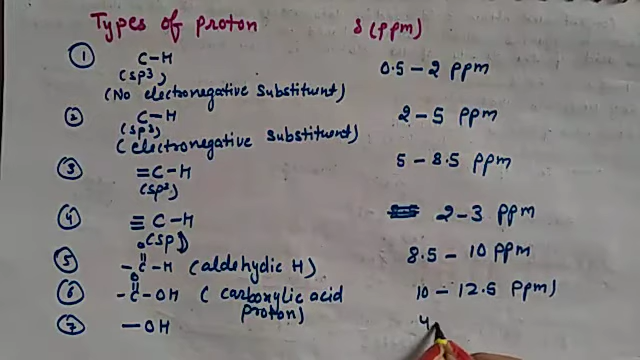 Types of proton δ (ppm)
① C-H 0.5 - 2 ppm
(sp3)
(No electronegative substituent)
② C-H 2 - 5 ppm
(sp3)
(electronegative substituent)
③ =C-H 5 - 8.5 ppm
(sp2)
④ ≡C-H 2-3 ppm
(sp)
⑤ O
-C-H (aldehydic H) 8.5 - 10 ppm
⑥ O
-C-OH (carboxylic acid proton) 10 - 12.5 ppm)
⑦ -OH 4